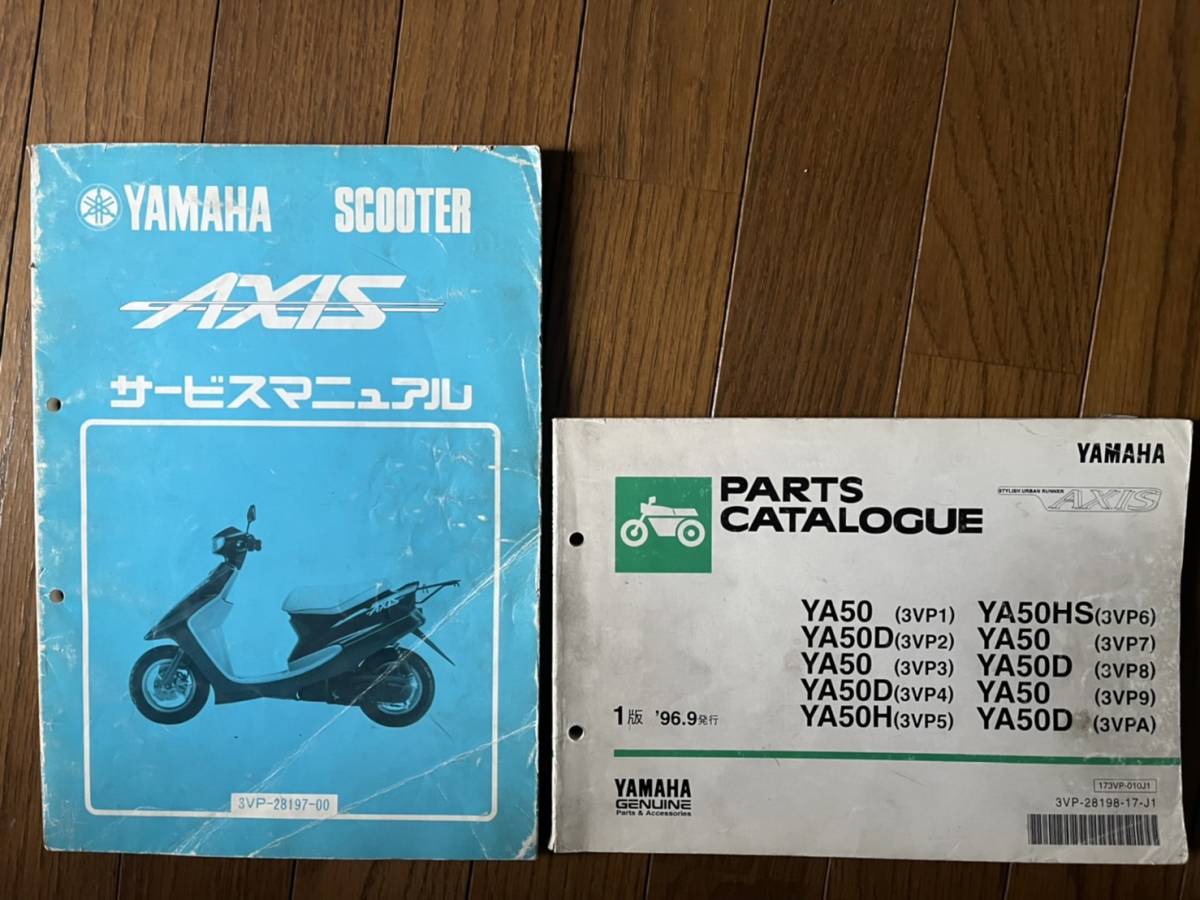 YAMAHA SCOOTER
AXIS
サービスマニュアル
AXIS
3VP-28197-00
YAMAHA
PARTS
CATALOGUE
STYLISH URBAN RUNNER
AXIS
YA50 (3VP1) YA50HS(3VP6)
YA50D(3VP2) YA50 (3VP7)
YA50 (3VP3) YA50D (3VP8)
YA50D(3VP4) YA50 (3VP9)
YA50H(3VP5) YA50D (3VPA)
1版 '96.9発行
YAMAHA
GENUINE
Parts & Accessories
173VP-010J1
3VP-28198-17-J1